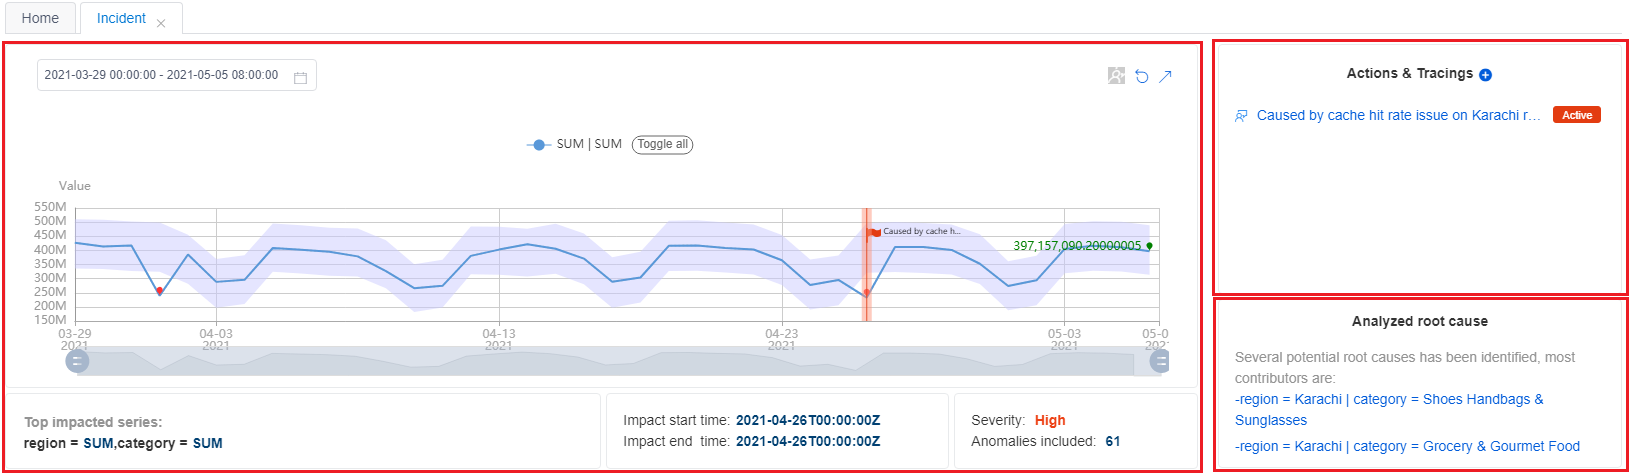 Home
Incident
2021-03-29 00:00:00 - 2021-05-05 08:00:00
SUM | SUM
Toggle all
Value
550M
500M
450M
400M
350M
300M
250M
200M
150M
Caused by cache h...
397,157,090.20000005
03-29
2021
04-03
2021
04-13
2021
04-23
2021
05-03
2021
05-0
202
Top impacted series:
region = SUM,category = SUM
Impact start time: 2021-04-26T00:00:00Z
Impact end time: 2021-04-26T00:00:00Z
Severity: High
Anomalies included: 61
Actions & Tracings
Caused by cache hit rate issue on Karachi r...
Active
Analyzed root cause
Several potential root causes has been identified, most
contributors are:
-region = Karachi | category = Shoes Handbags &
Sunglasses
-region = Karachi | category = Grocery & Gourmet Food